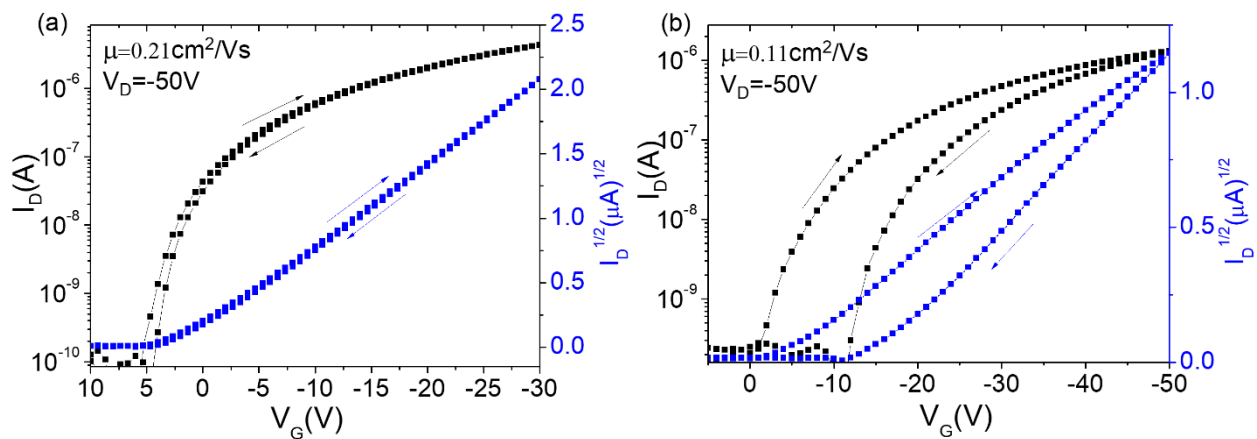 (a)
μ=0.21cm²/Vs
V_D=-50V
I_D(A)
10⁻⁶
10⁻⁷
10⁻⁸
10⁻⁹
10⁻¹⁰
10 5 0 -5 -10 -15 -20 -25 -30
V_G(V)
2.5
2.0
1.5
1.0
0.5
0.0
I_D^1/2(μA)^1/2
(b)
μ=0.11cm²/Vs
V_D=-50V
I_D(A)
10⁻⁶
10⁻⁷
10⁻⁸
10⁻⁹
0 -10 -20 -30 -40 -50
V_G(V)
1.0
0.5
0.0
I_D^1/2(μA)^1/2